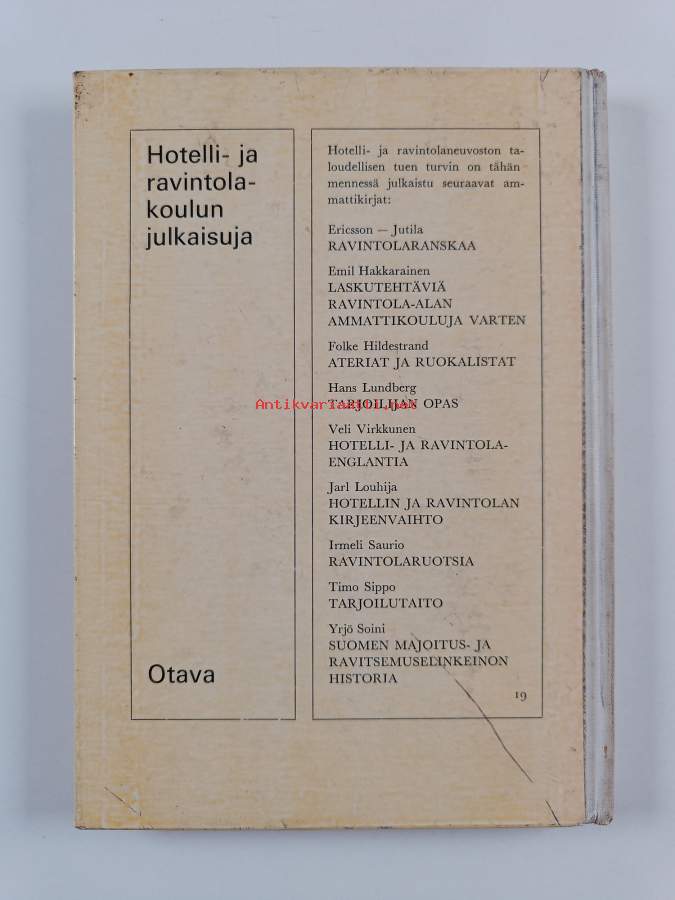 Hotelli- ja
ravintola-
koulun
julkaisuja
Otava
Hotelli- ja ravintolaneuvoston ta-
loudellisen tuen turvin on tähän
mennessä julkaistu seuraavat am-
mattikirjat:
Ericsson — Jutila
RAVINTOLARANSKAA
Emil Hakkarainen
LASKUTEHTÄVIÄ
RAVINTOLA-ALAN
AMMATTIKOULUJA VARTEN
Folke Hildestrand
ATERIAT JA RUOKALISTAT
Hans Lundberg
TARJOILIJAN OPAS
Antikvariaatti.net
Veli Virkkunen
HOTELLI- JA RAVINTOLA-
ENGLANTIA
Jarl Louhija
HOTELLIN JA RAVINTOLAN
KIRJEENVAIHTO
Irmeli Saurio
RAVINTOLARUOTSIA
Timo Sippo
TARJOILUTAITO
Yrjö Soini
SUOMEN MAJOITUS- JA
RAVITSEMUSELINKEINON
HISTORIA
19